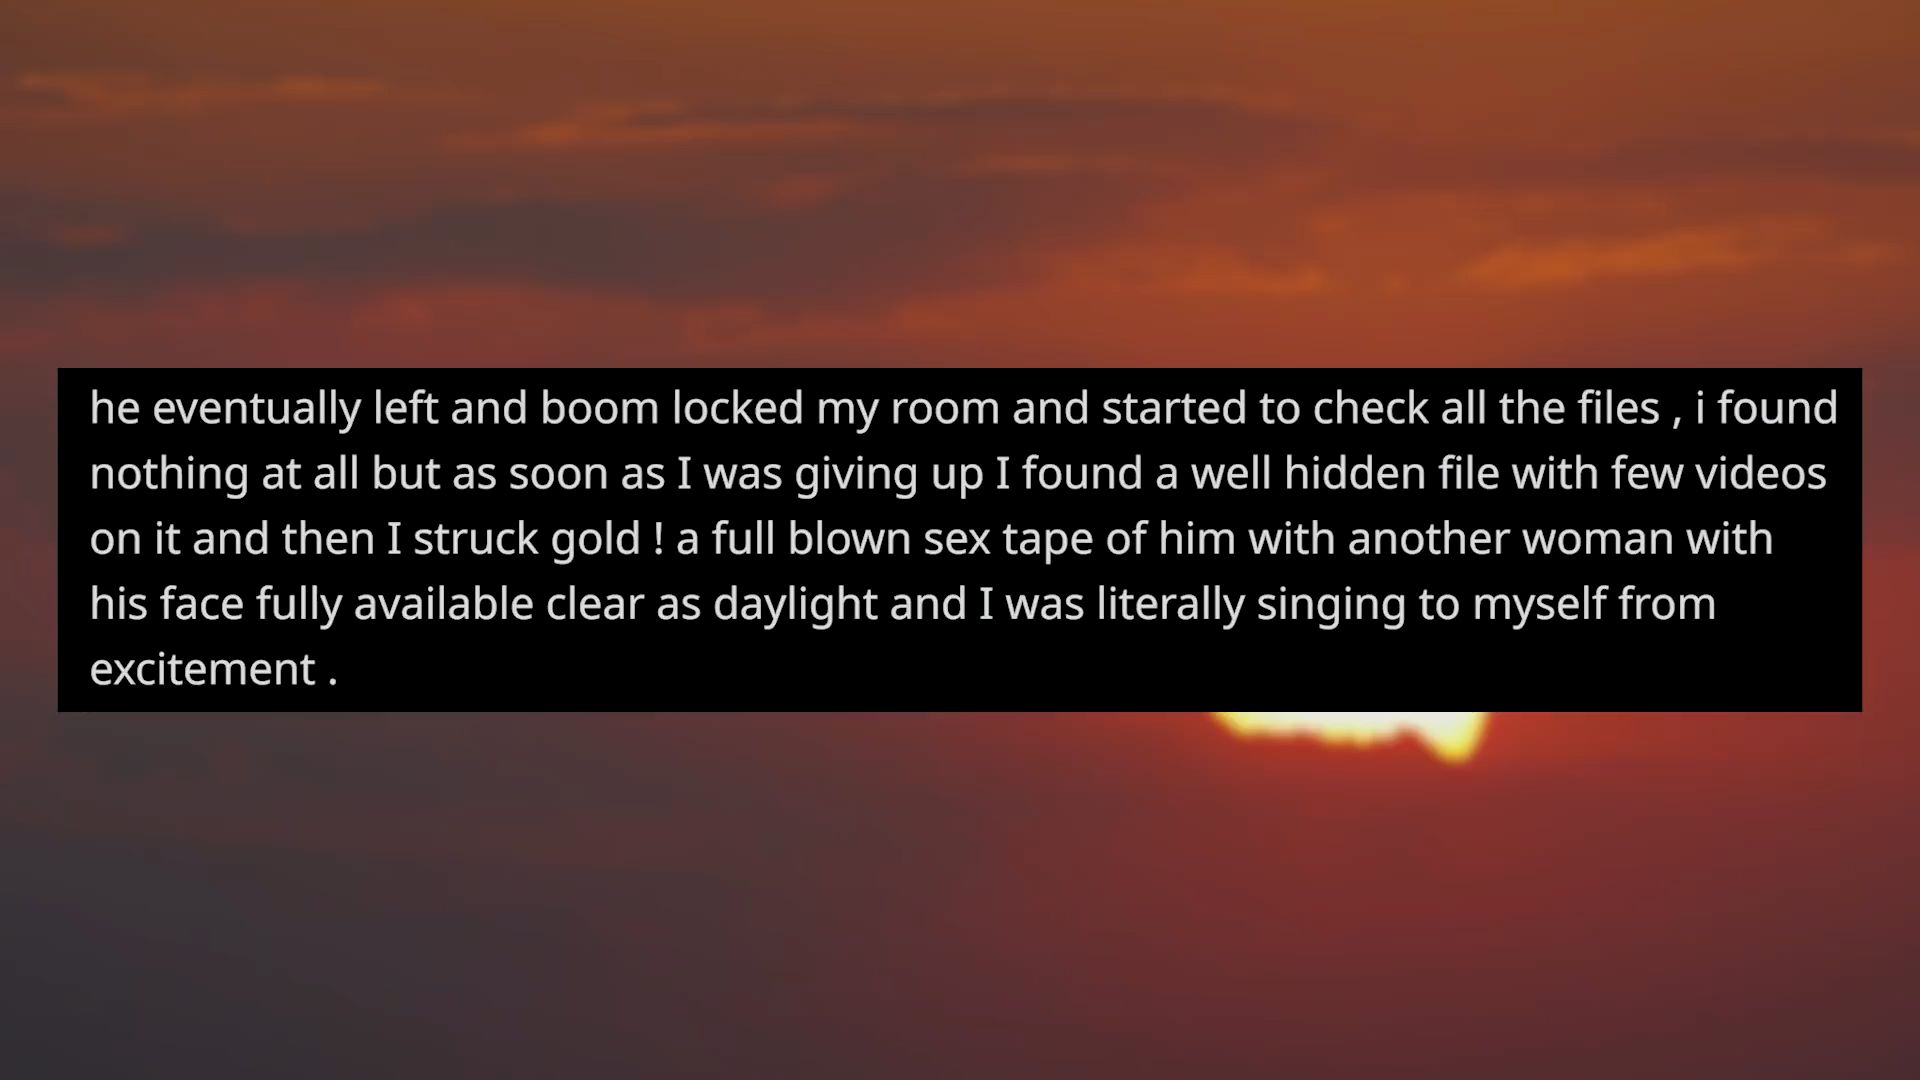 he eventually left and boom locked my room and started to check all the files , i found
nothing at all but as soon as I was giving up I found a well hidden file with few videos
on it and then I struck gold ! a full blown sex tape of him with another woman with
his face fully available clear as daylight and I was literally singing to myself from
excitement .